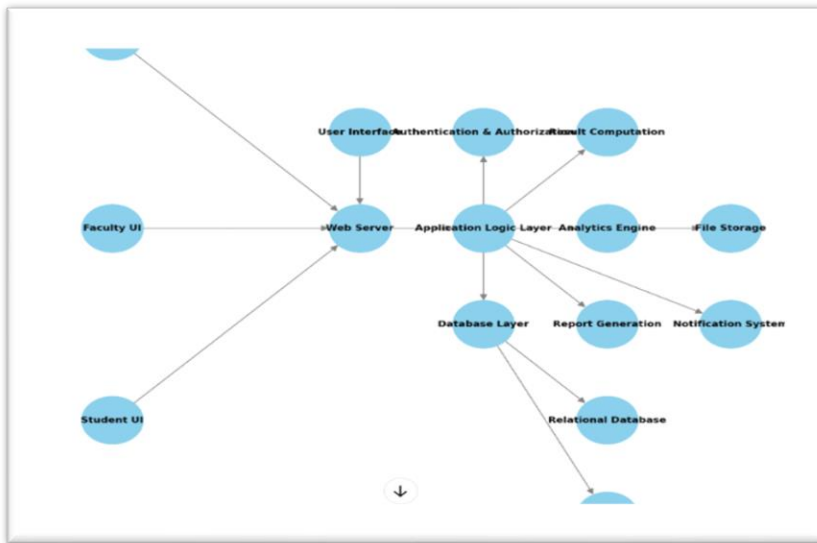 User Interface
Authentication & Authorization
Result Computation
Faculty UI
Web Server
Application Logic Layer
Analytics Engine
File Storage
Database Layer
Report Generation
Notification System
Student UI
Relational Database